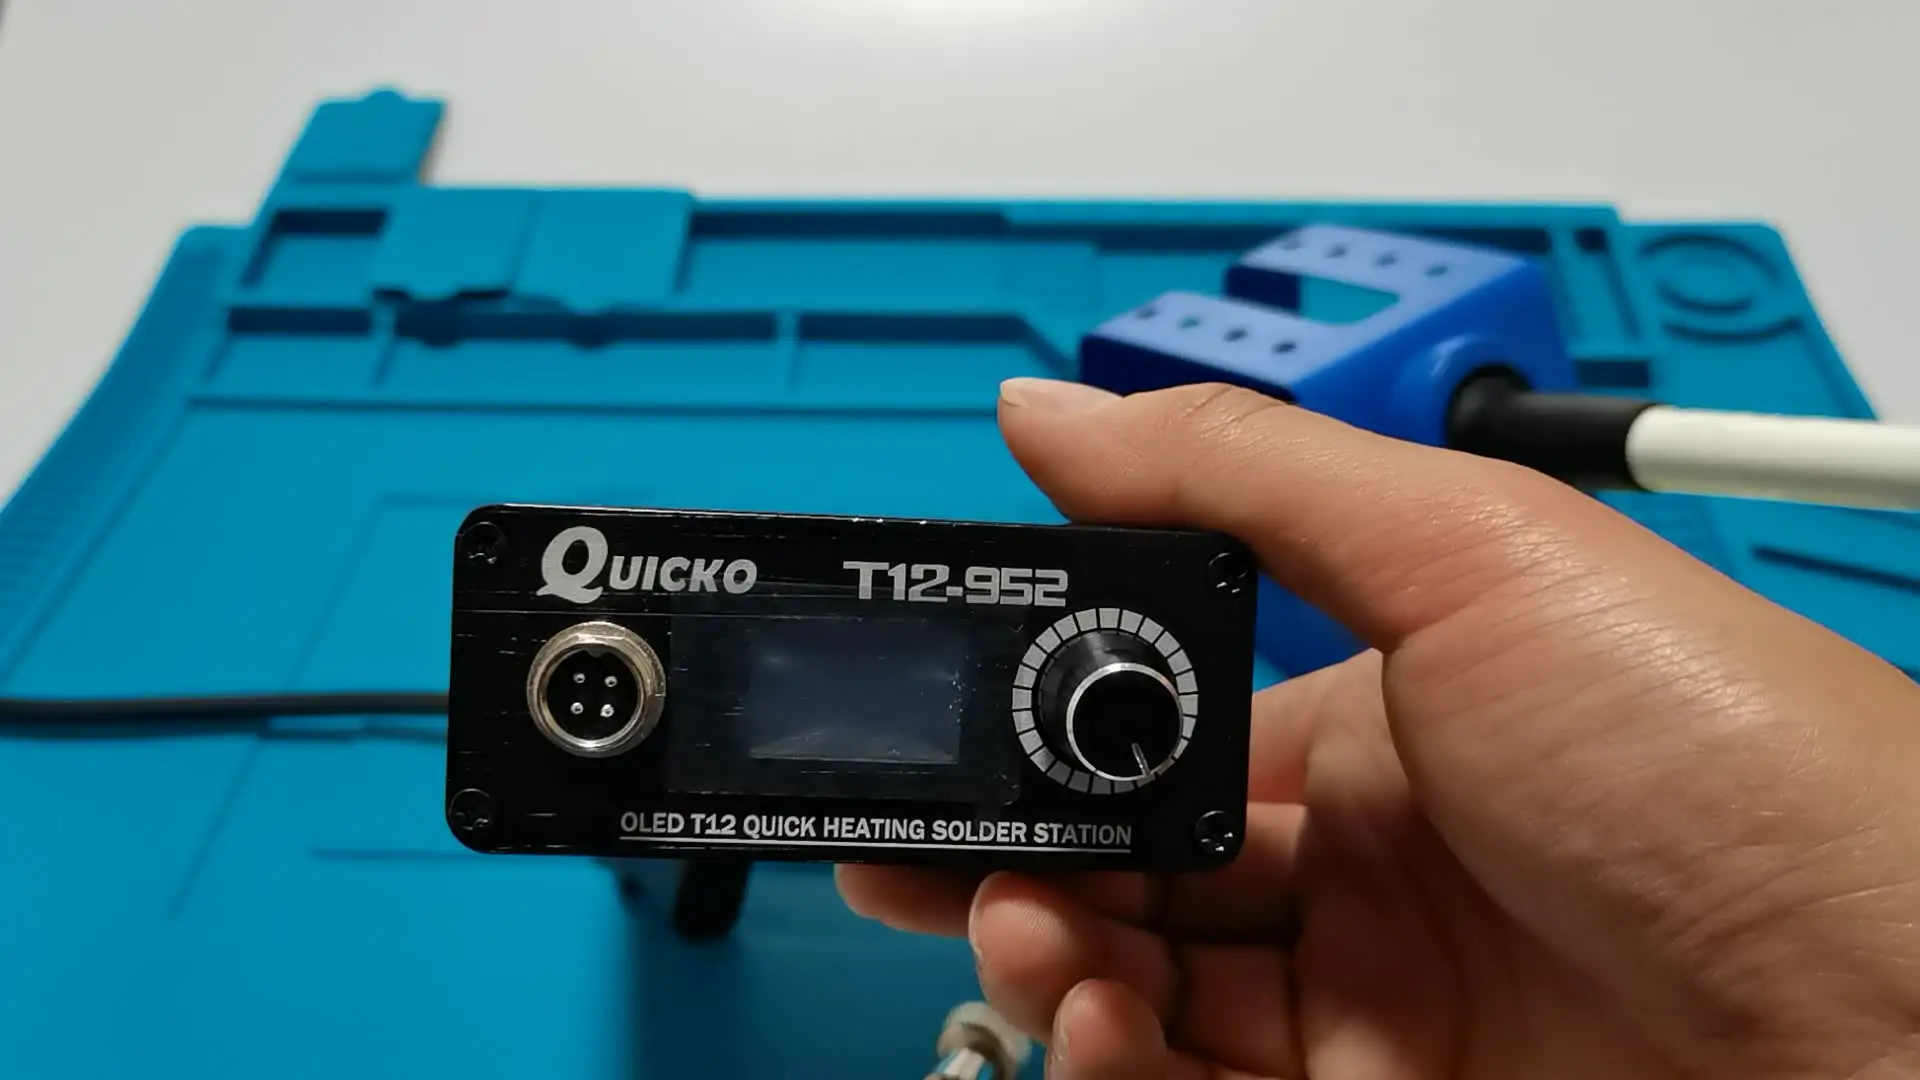 QUICKO
T12-952
OLED T12 QUICK HEATING SOLDER STATION